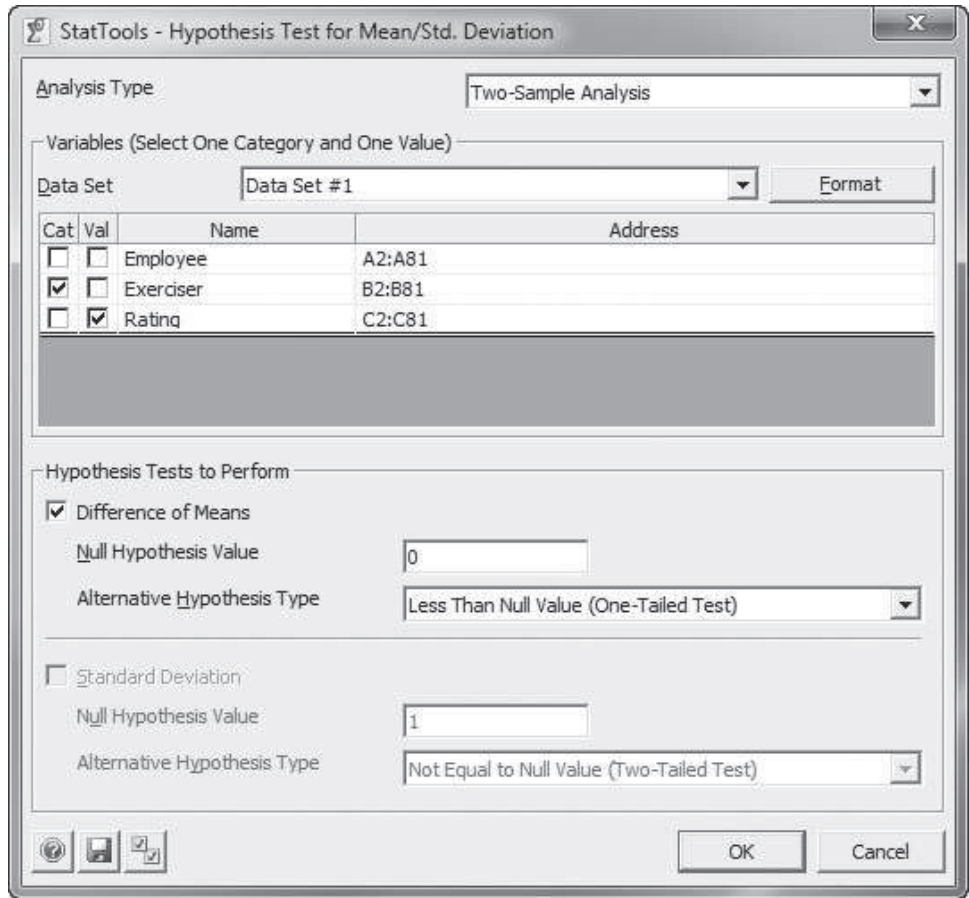 StatTools - Hypothesis Test for Mean/Std. Deviation
Analysis Type Two-Sample Analysis
Variables (Select One Category and One Value)
Data Set Data Set #1 Format
Cat Val Name Address
Employee A2:A81
Exerciser B2:B81
Rating C2:C81
Hypothesis Tests to Perform
Difference of Means
Null Hypothesis Value 0
Alternative Hypothesis Type Less Than Null Value (One-Tailed Test)
Standard Deviation
Null Hypothesis Value 1
Alternative Hypothesis Type Not Equal to Null Value (Two-Tailed Test)
OK Cancel